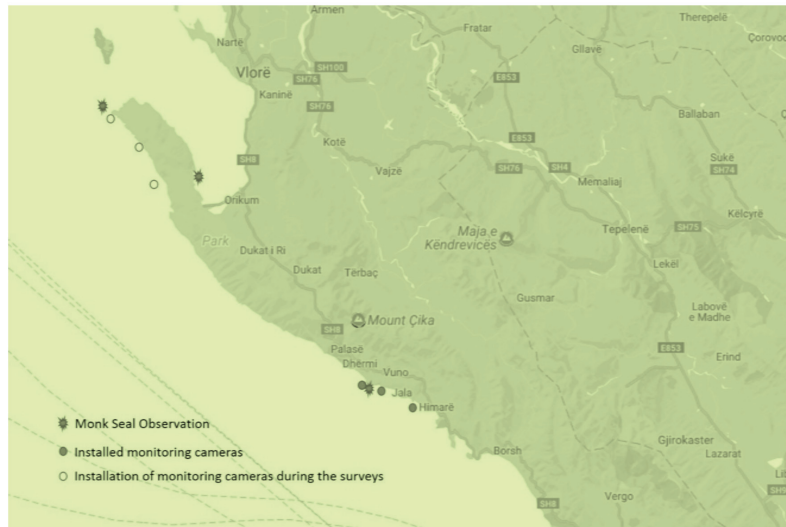 Armen
Therepelë
Nartë
Fratar
Gllavë
Çorovod
SH100
Vlorë
SH76
E853
Kaninë
SH76
Ballaban
Kotë
E853
SH8
Vajzë
SH76
SH4
Sukë
SH74
Memaliaj
Orikum
Këlcyrë
Park
Maja e
Këndrevicës
Tepelenë
SH75
Dukat i Ri
Dukat
Tërbaç
Lekël
Gusmar
Labovë
e Madhe
Mount Çika
SH8
Palasë
E853
Erind
Dhërmi
Vuno
Jala
Himarë
Monk Seal Observation
Installed monitoring cameras
Gjirokaster
Lazarat
Borsh
Installation of monitoring cameras during the surveys
Vergo
SH8